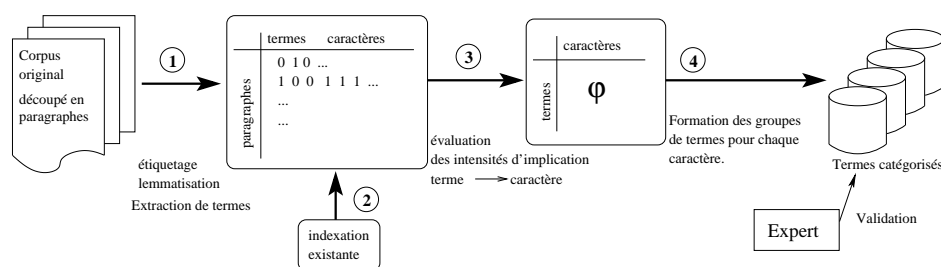 Corpus
original
découpé en
paragraphes
1
étiquetage
lemmatisation
Extraction de termes
termes caractères
paragraphes
0 1 0 ...
1 0 0 1 1 1 ...
...
...
2
indexation
existante
3
évaluation
des intensités d'implication
terme caractère
caractères
termes
φ
4
Formation des groupes
de termes pour chaque
caractère.
Termes catégorisés
Validation
Expert